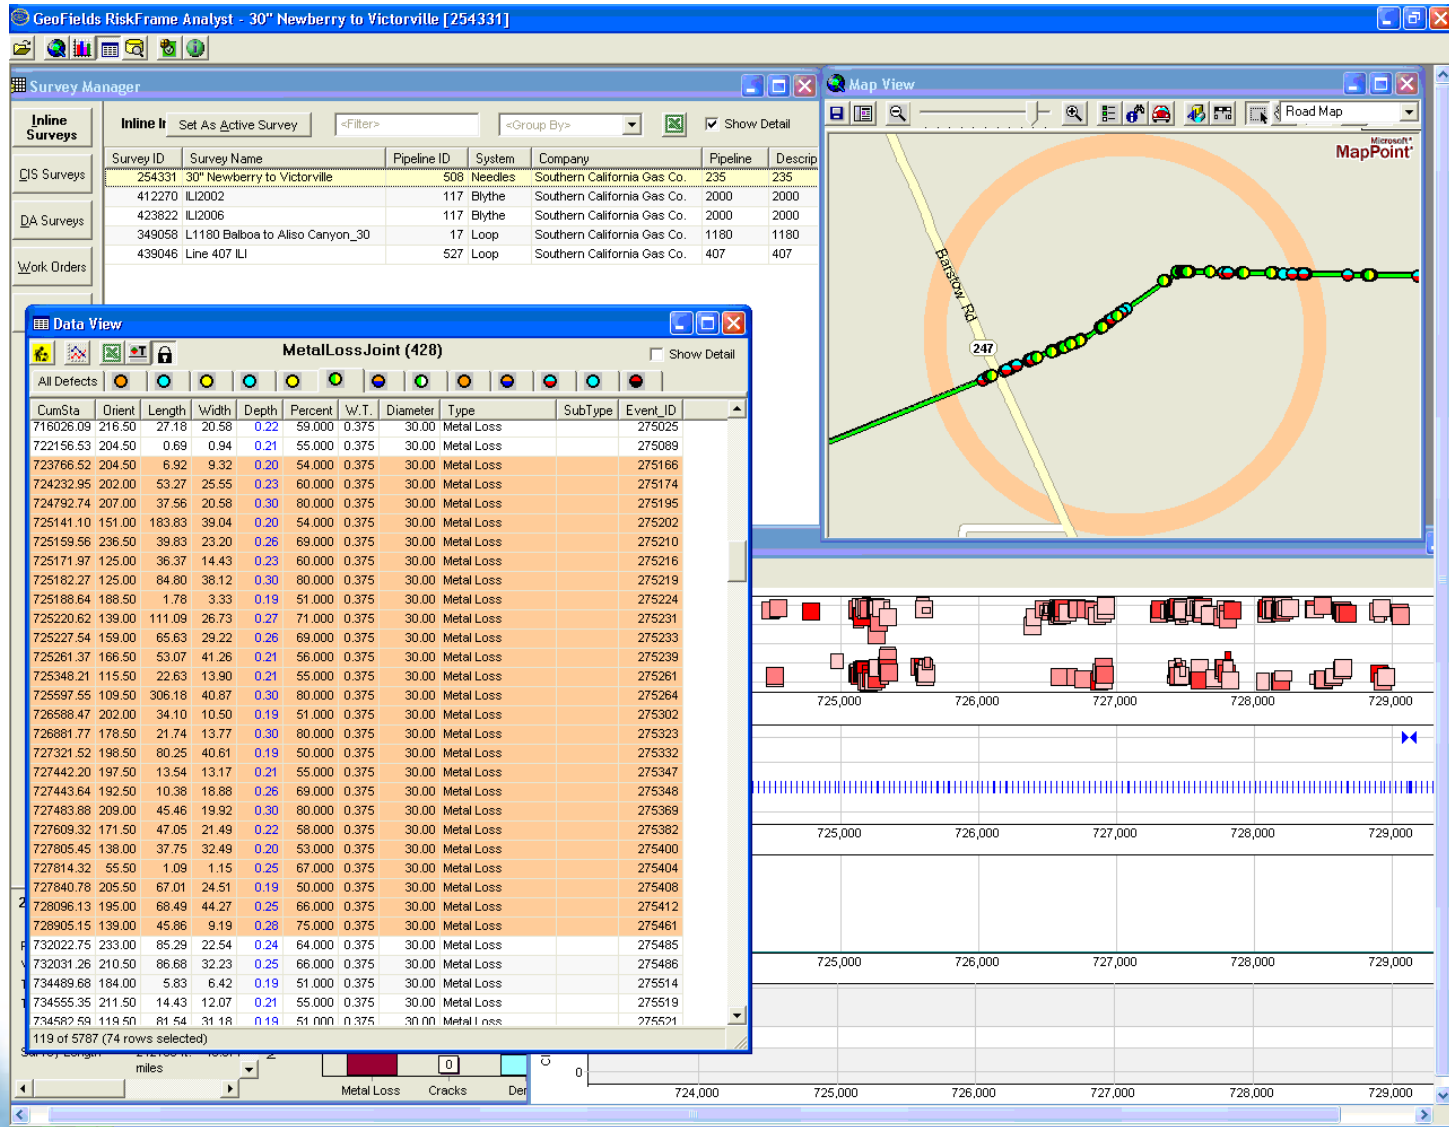 GeoFields RiskFrame Analyst - 30" Newberry to Victorville [254331]
Survey Manager
Inline Surveys
CIS Surveys
DA Surveys
Work Orders
Inline Ir Set As Active Survey <Filter> <Group By> Show Detail
Survey ID Survey Name Pipeline ID System Company Pipeline Descrip
254331 30" Newberry to Victorville 508 Needles Southern California Gas Co. 235 235
412270 ILI2002 117 Blythe Southern California Gas Co. 2000 2000
423822 ILI2006 117 Blythe Southern California Gas Co. 2000 2000
349058 L1180 Balboa to Aliso Canyon_30 17 Loop Southern California Gas Co. 1180 1180
439046 Line 407 ILI 527 Loop Southern California Gas Co. 407 407
Map View
Road Map
Microsoft
MapPoint
Barstow Rd
247
Data View
MetalLossJoint (428) Show Detail
All Defects
CumSta Orient Length Width Depth Percent W.T. Diameter Type SubType Event_ID
716026.09 216.50 27.18 20.58 0.22 59.000 0.375 30.00 Metal Loss 275025
722156.53 204.50 0.69 0.94 0.21 55.000 0.375 30.00 Metal Loss 275089
723766.52 204.50 6.92 9.32 0.20 54.000 0.375 30.00 Metal Loss 275166
724232.95 202.00 53.27 25.55 0.23 60.000 0.375 30.00 Metal Loss 275174
724792.74 207.00 37.56 20.58 0.30 80.000 0.375 30.00 Metal Loss 275195
725141.10 151.00 183.83 39.04 0.20 54.000 0.375 30.00 Metal Loss 275202
725159.56 236.50 39.83 23.20 0.26 69.000 0.375 30.00 Metal Loss 275210
725171.97 125.00 36.37 14.43 0.23 60.000 0.375 30.00 Metal Loss 275216
725182.27 125.00 84.80 38.12 0.30 80.000 0.375 30.00 Metal Loss 275219
725188.64 188.50 1.78 3.33 0.19 51.000 0.375 30.00 Metal Loss 275224
725220.62 139.00 111.09 26.73 0.27 71.000 0.375 30.00 Metal Loss 275231
725227.54 159.00 65.63 29.22 0.26 69.000 0.375 30.00 Metal Loss 275233
725261.37 166.50 53.07 41.26 0.21 56.000 0.375 30.00 Metal Loss 275239
725348.21 115.50 22.63 13.90 0.21 55.000 0.375 30.00 Metal Loss 275261
725597.55 109.50 306.18 40.87 0.30 80.000 0.375 30.00 Metal Loss 275264
726588.47 202.00 34.10 10.50 0.19 51.000 0.375 30.00 Metal Loss 275302
726881.77 178.50 21.74 13.77 0.30 80.000 0.375 30.00 Metal Loss 275323
727321.52 198.50 80.25 40.61 0.19 50.000 0.375 30.00 Metal Loss 275332
727442.20 197.50 13.54 13.17 0.21 55.000 0.375 30.00 Metal Loss 275347
727443.64 192.50 10.38 18.88 0.26 69.000 0.375 30.00 Metal Loss 275348
727483.88 209.00 45.46 19.92 0.30 80.000 0.375 30.00 Metal Loss 275369
727609.32 171.50 47.05 21.49 0.22 58.000 0.375 30.00 Metal Loss 275382
727805.45 138.00 37.75 32.49 0.20 53.000 0.375 30.00 Metal Loss 275400
727814.32 55.50 1.09 1.15 0.25 67.000 0.375 30.00 Metal Loss 275404
727840.78 205.50 67.01 24.51 0.19 50.000 0.375 30.00 Metal Loss 275408
728096.13 195.00 68.49 44.27 0.25 66.000 0.375 30.00 Metal Loss 275412
728905.15 139.00 45.86 9.19 0.28 75.000 0.375 30.00 Metal Loss 275461
732022.75 233.00 85.29 22.54 0.24 64.000 0.375 30.00 Metal Loss 275485
732031.26 210.50 86.68 32.23 0.25 66.000 0.375 30.00 Metal Loss 275486
734489.68 184.00 5.83 6.42 0.19 51.000 0.375 30.00 Metal Loss 275514
734555.35 211.50 14.43 12.07 0.21 55.000 0.375 30.00 Metal Loss 275519
734582.59 119.50 81.54 31.18 0.19 51.000 0.375 30.00 Metal Loss 275521
119 of 5787 (74 rows selected)
725,000 726,000 727,000 728,000 729,000
725,000 726,000 727,000 728,000 729,000
725,000 726,000 727,000 728,000 729,000
miles
0
Metal Loss Cracks Der
0
724,000 725,000 726,000 727,000 728,000 729,000